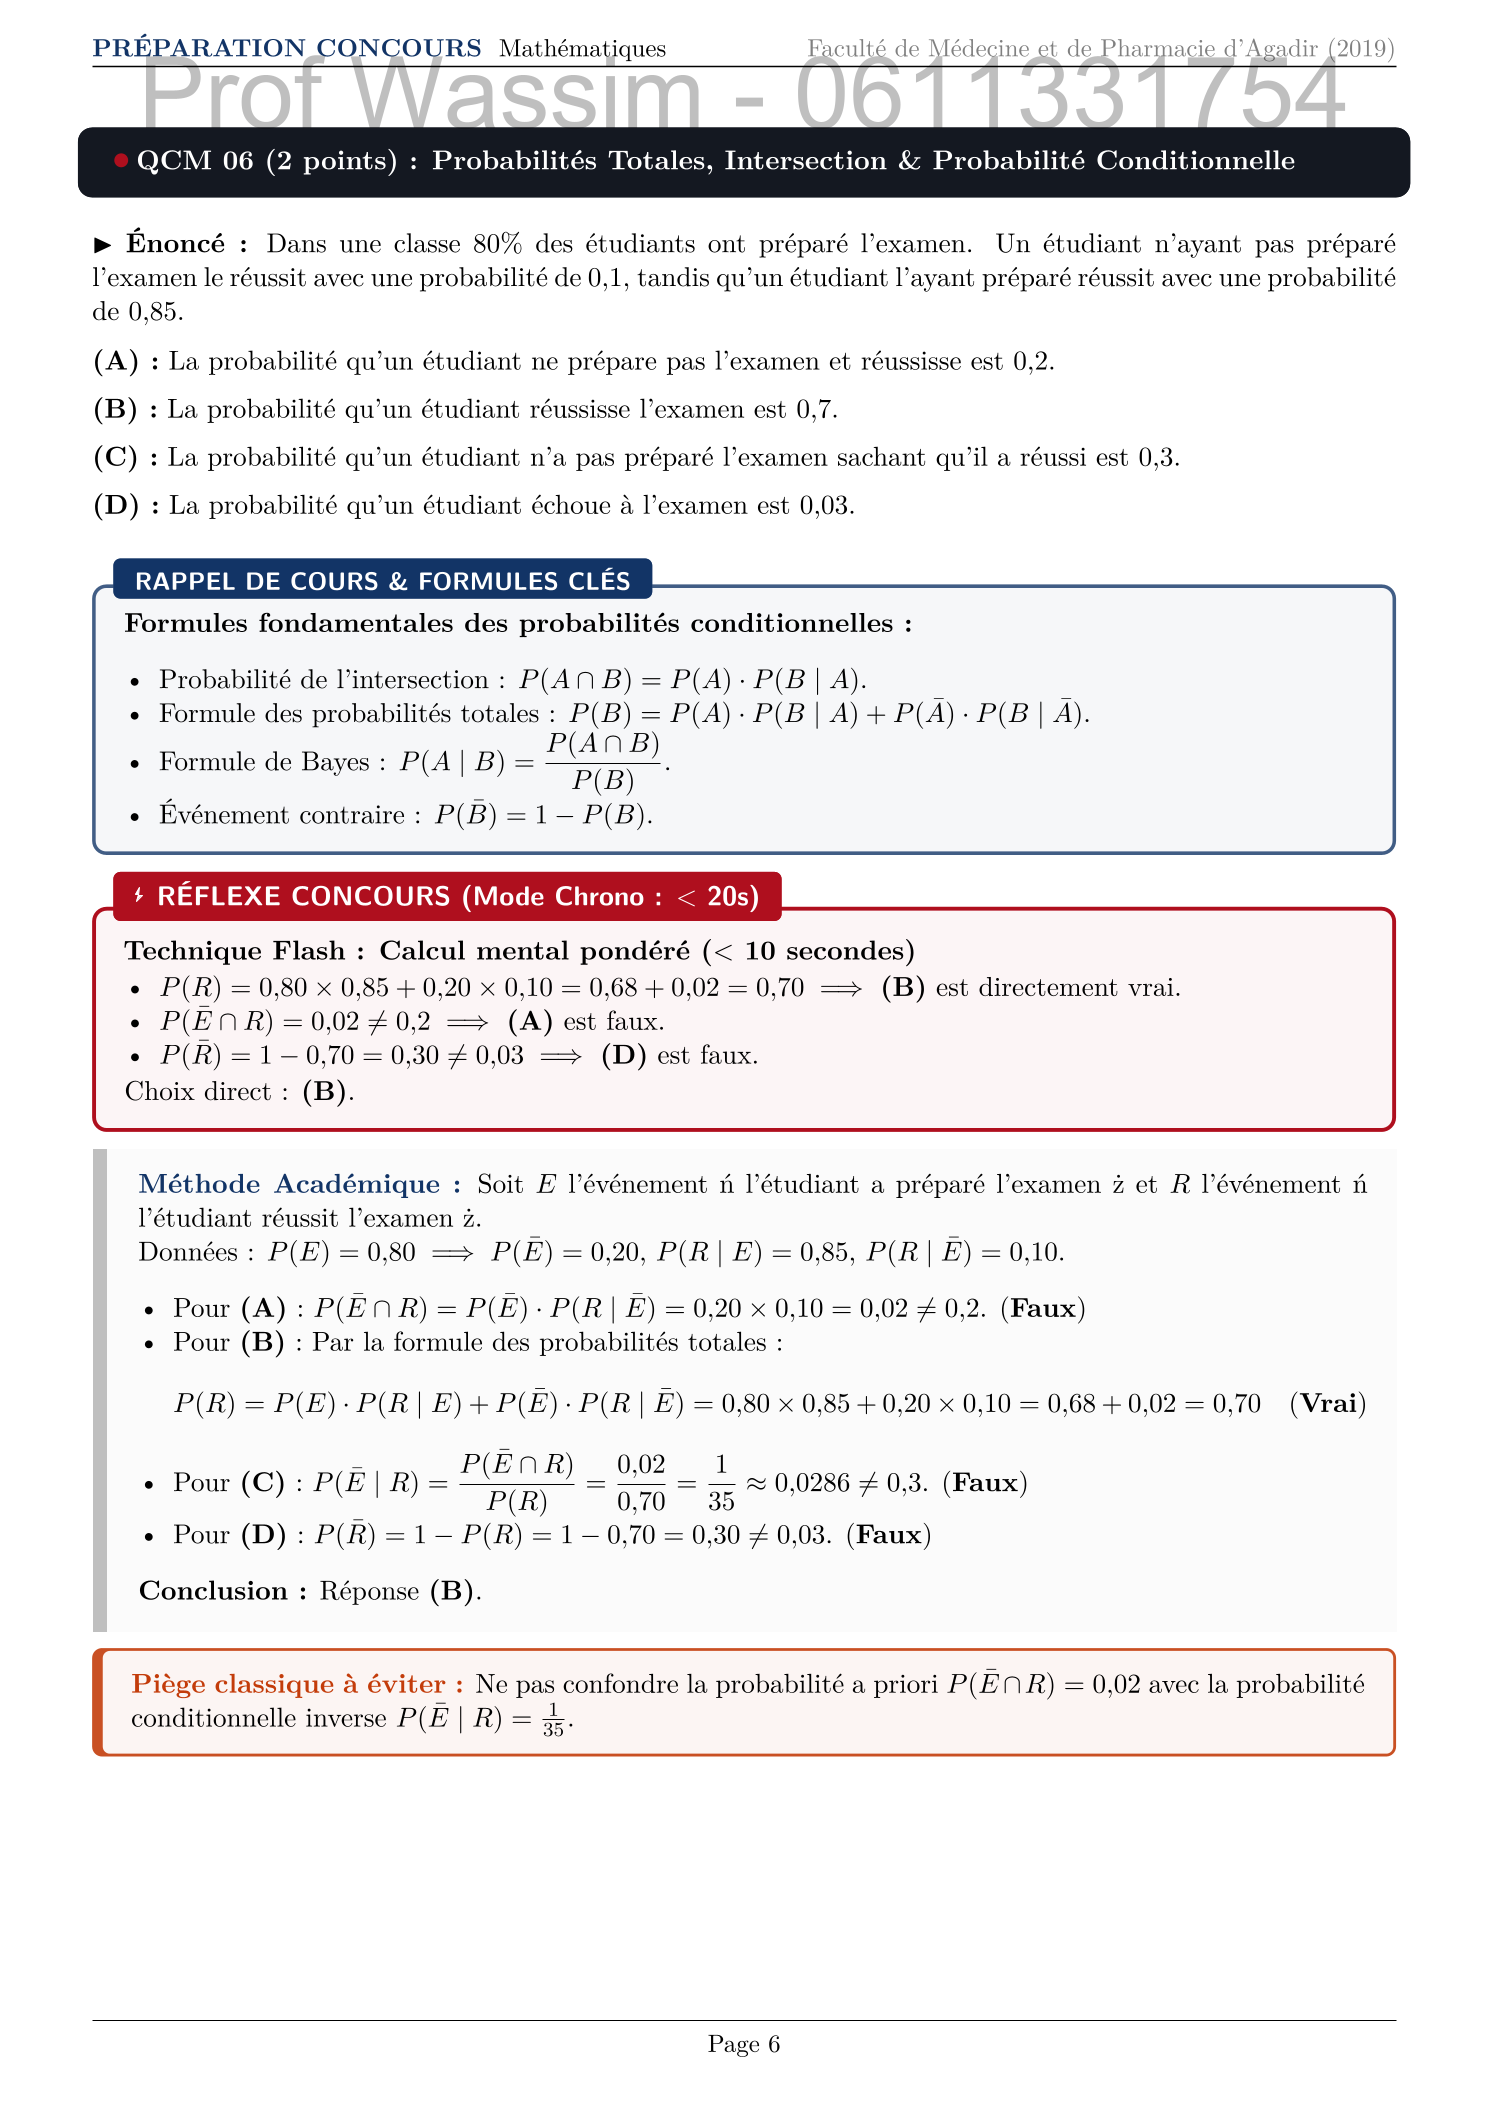 PRÉPARATION CONCOURS Mathématiques Faculté de Médecine et de Pharmacie d'Agadir (2019)
Prof Wassim - 0611331754
QCM 06 (2 points) : Probabilités Totales, Intersection & Probabilité Conditionnelle
▶ Énoncé : Dans une classe 80% des étudiants ont préparé l'examen. Un étudiant n'ayant pas préparé
l'examen le réussit avec une probabilité de 0,1, tandis qu'un étudiant l'ayant préparé réussit avec une probabilité
de 0,85.
(A) : La probabilité qu'un étudiant ne prépare pas l'examen et réussisse est 0,2.
(B) : La probabilité qu'un étudiant réussisse l'examen est 0,7.
(C) : La probabilité qu'un étudiant n'a pas préparé l'examen sachant qu'il a réussi est 0,3.
(D) : La probabilité qu'un étudiant échoue à l'examen est 0,03.
RAPPEL DE COURS & FORMULES CLÉS
Formules fondamentales des probabilités conditionnelles :
• Probabilité de l'intersection : P(A ∩ B) = P(A) · P(B | A).
• Formule des probabilités totales : P(B) = P(A) · P(B | A) + P(Ā) · P(B | Ā).
• Formule de Bayes : P(A | B) = P(A ∩ B) / P(B).
• Événement contraire : P(B̄) = 1 − P(B).
RÉFLEXE CONCOURS (Mode Chrono : < 20s)
Technique Flash : Calcul mental pondéré (< 10 secondes)
• P(R) = 0,80 × 0,85 + 0,20 × 0,10 = 0,68 + 0,02 = 0,70 ⟹ (B) est directement vrai.
• P(Ē ∩ R) = 0,02 ≠ 0,2 ⟹ (A) est faux.
• P(R̄) = 1 − 0,70 = 0,30 ≠ 0,03 ⟹ (D) est faux.
Choix direct : (B).
Méthode Académique : Soit E l'événement ń l'étudiant a préparé l'examen ż et R l'événement ń
l'étudiant réussit l'examen ż.
Données : P(E) = 0,80 ⟹ P(Ē) = 0,20, P(R | E) = 0,85, P(R | Ē) = 0,10.
• Pour (A) : P(Ē ∩ R) = P(Ē) · P(R | Ē) = 0,20 × 0,10 = 0,02 ≠ 0,2. (Faux)
• Pour (B) : Par la formule des probabilités totales :
P(R) = P(E) · P(R | E) + P(Ē) · P(R | Ē) = 0,80 × 0,85 + 0,20 × 0,10 = 0,68 + 0,02 = 0,70 (Vrai)
• Pour (C) : P(Ē | R) = P(Ē ∩ R) / P(R) = 0,02 / 0,70 = 1 / 35 ≈ 0,0286 ≠ 0,3. (Faux)
• Pour (D) : P(R̄) = 1 − P(R) = 1 − 0,70 = 0,30 ≠ 0,03. (Faux)
Conclusion : Réponse (B).
Piège classique à éviter : Ne pas confondre la probabilité a priori P(Ē ∩ R) = 0,02 avec la probabilité
conditionnelle inverse P(Ē | R) = 1/35.
Page 6